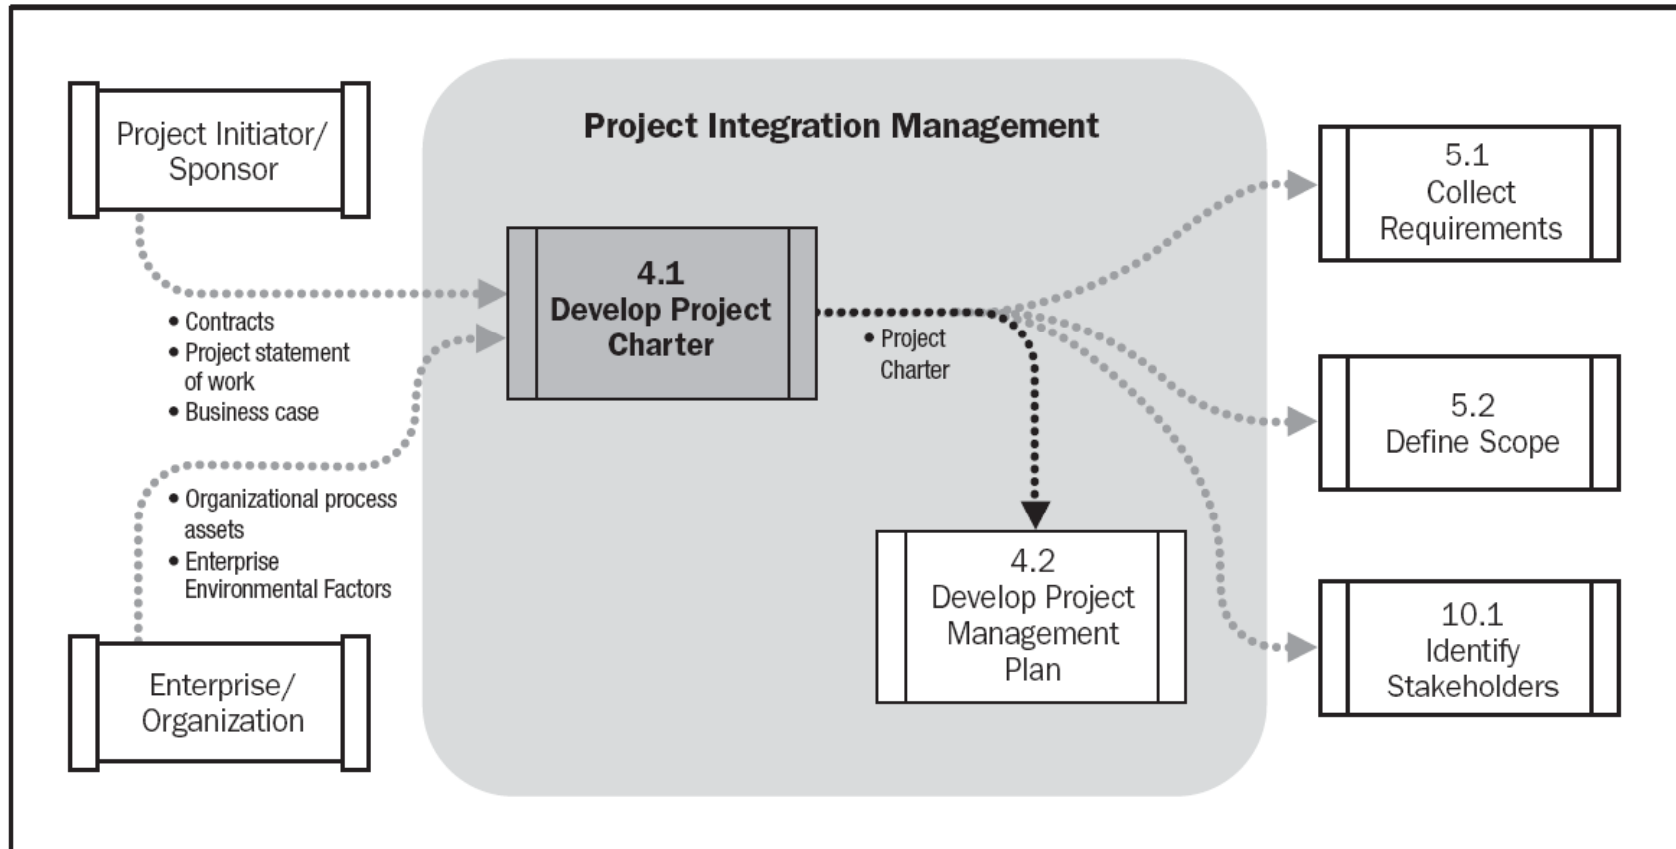 Project Initiator/
Sponsor
• Contracts
• Project statement
of work
• Business case
• Organizational process
assets
• Enterprise
Environmental Factors
Enterprise/
Organization
Project Integration Management
4.1
Develop Project
Charter
• Project
Charter
4.2
Develop Project
Management
Plan
5.1
Collect
Requirements
5.2
Define Scope
10.1
Identify
Stakeholders